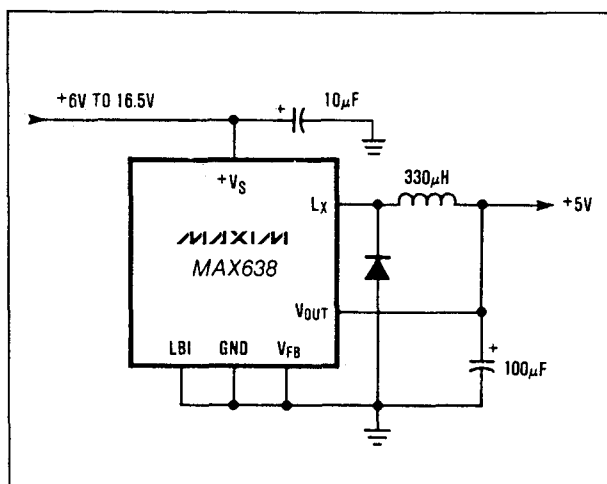 +6V TO 16.5V
+ 10μF
+VS
LX
330μH
+5V
MAXIM
MAX638
VOUT
LBI GND VFB
+
100μF